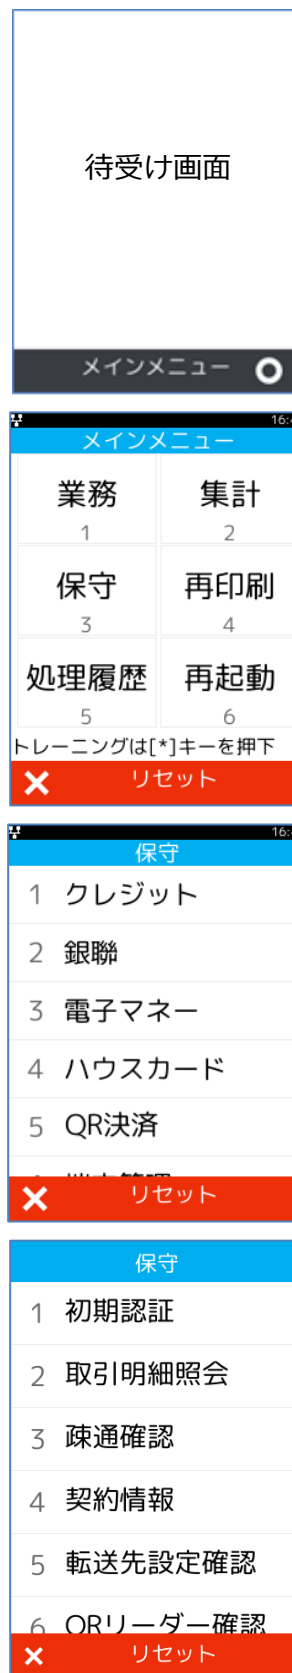 待受け画面
メインメニュー
16:
メインメニュー
業務
1
集計
2
保守
3
再印刷
4
処理履歴
5
再起動
6
トレーニングは[*]キーを押下
リセット
16:
保守
1 クレジット
2 銀聯
3 電子マネー
4 ハウスカード
5 QR決済
リセット
保守
1 初期認証
2 取引明細照会
3 疎通確認
4 契約情報
5 転送先設定確認
6 QRリーダー確認
リセット